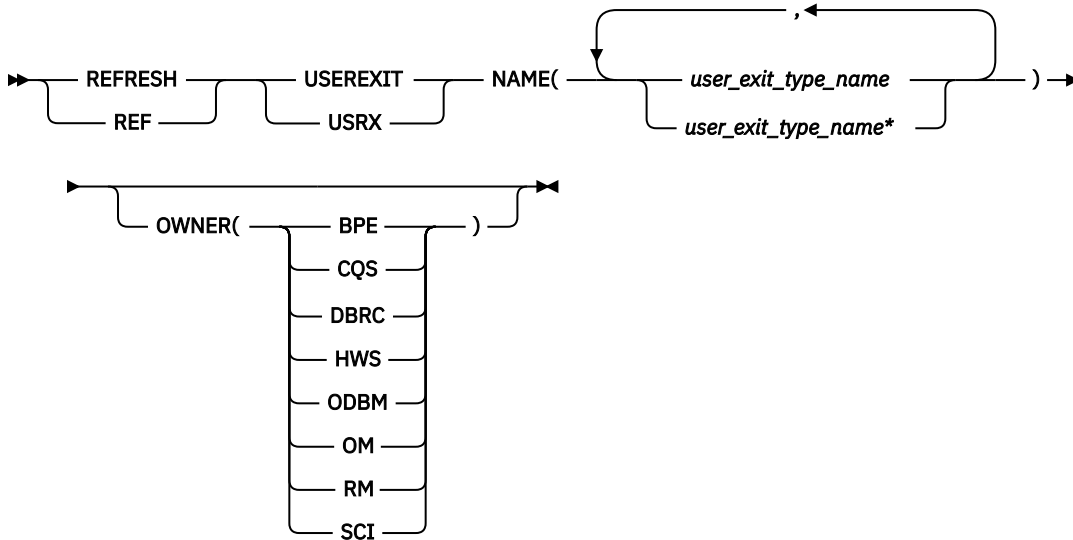 ,
REFRESH USEREXIT NAME( user_exit_type_name )
REF USRX user_exit_type_name*
OWNER( BPE )
CQS
DBRC
HWS
ODBM
OM
RM
SCI